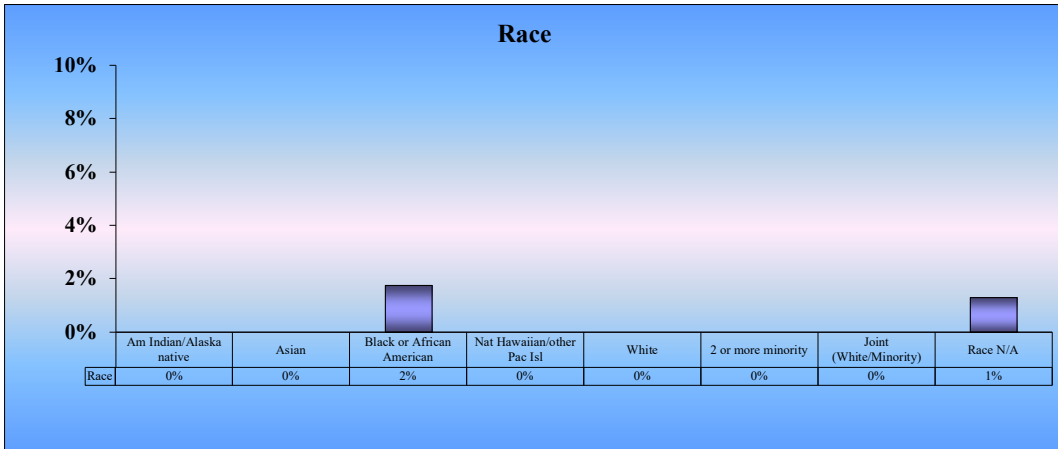 Race
10%
8%
6%
4%
2%
0%
Am Indian/Alaska
native
Asian
Black or African
American
Nat Hawaiian/other
Pac Isl
White
2 or more minority
Joint
(White/Minority)
Race N/A
Race 0% 0% 2% 0% 0% 0% 0% 1%